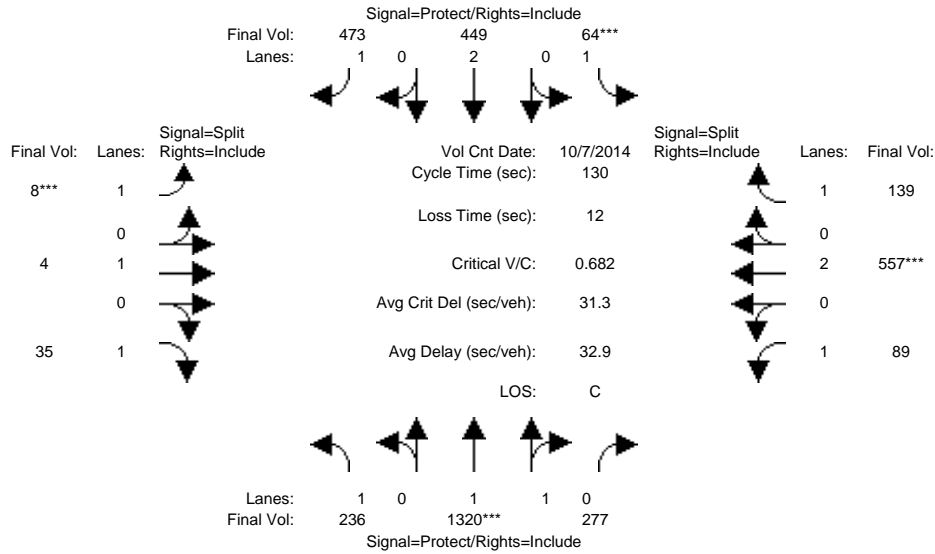 Signal=Protect/Rights=Include
Final Vol: 473 449 64***
Lanes: 1 0 2 0 1
Signal=Split Signal=Split
Final Vol: Lanes: Rights=Include Vol Cnt Date: 10/7/2014 Rights=Include Lanes: Final Vol:
Cycle Time (sec): 130
8*** 1 1 139
Loss Time (sec): 12
0 0
4 1 Critical V/C: 0.682 2 557***
0 Avg Crit Del (sec/veh): 31.3 0
35 1 Avg Delay (sec/veh): 32.9 1 89
LOS: C
Lanes: 1 0 1 1 0
Final Vol: 236 1320*** 277
Signal=Protect/Rights=Include